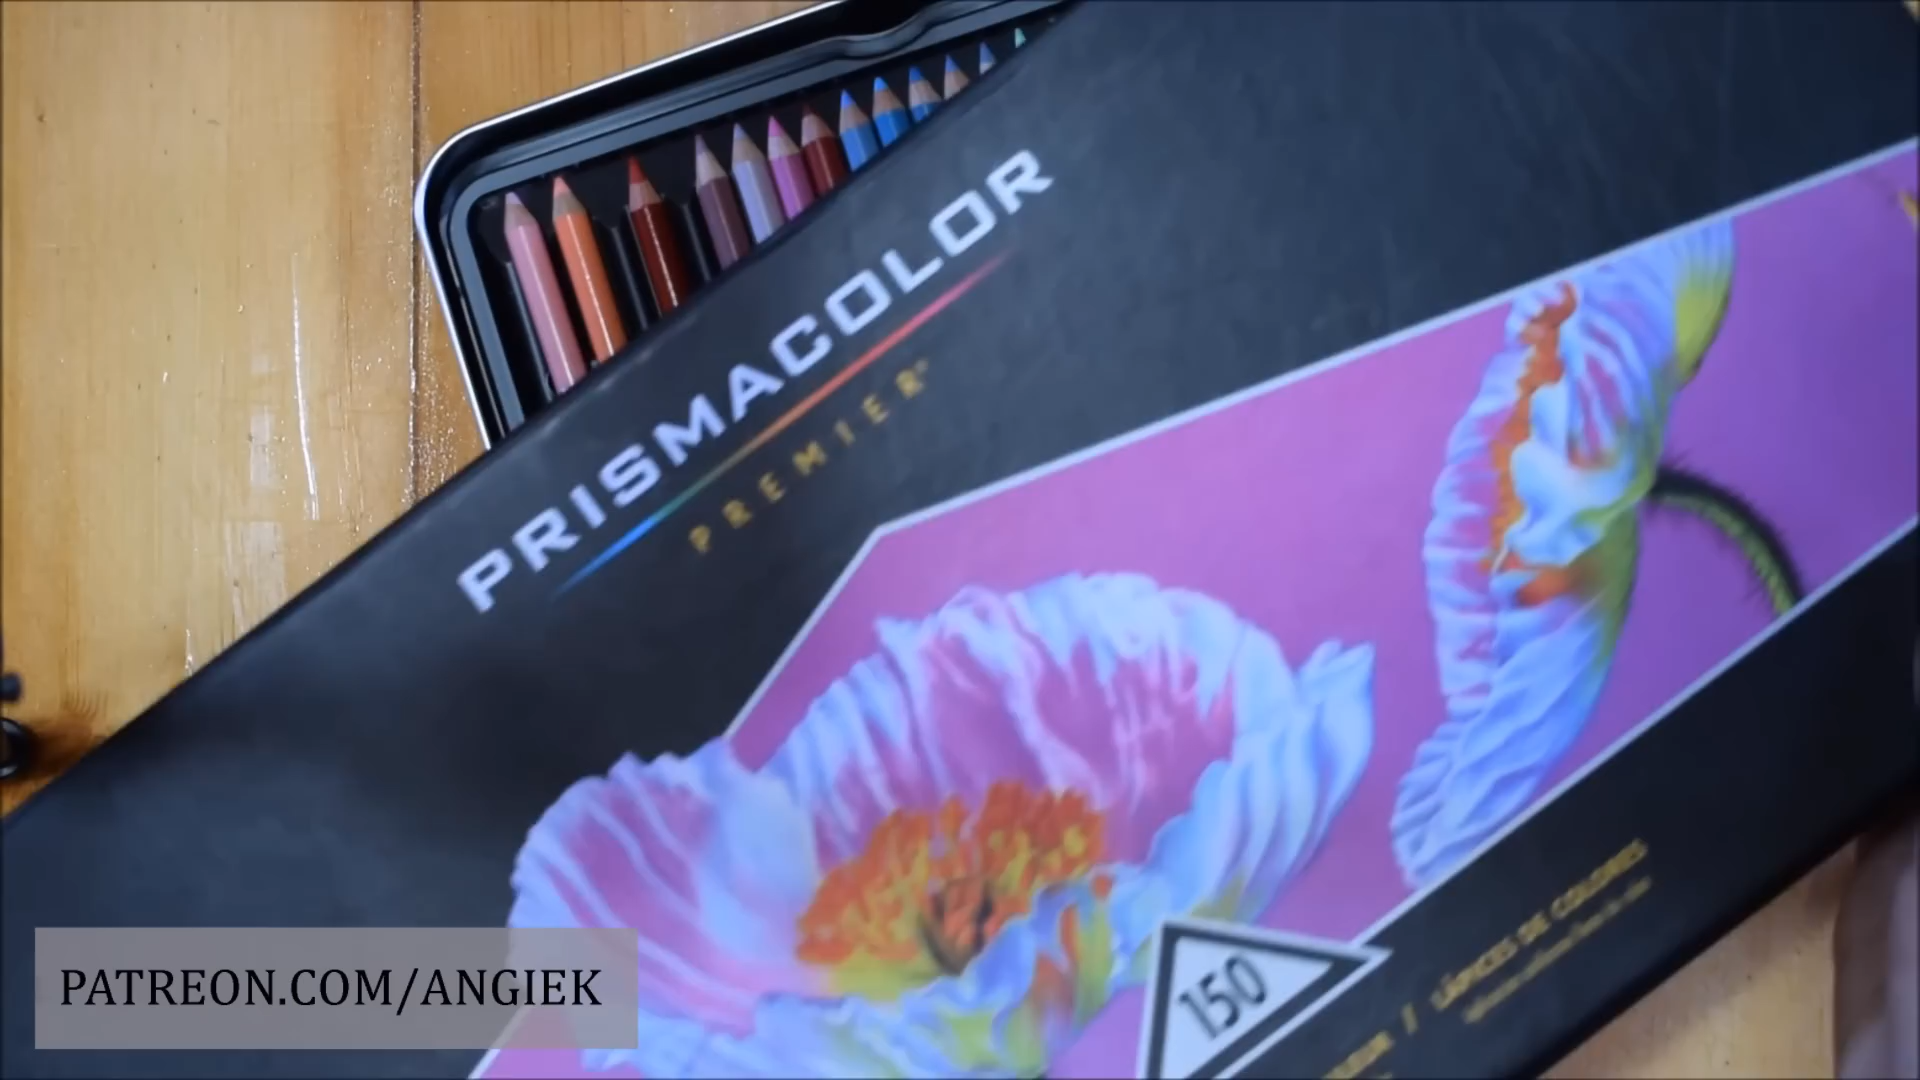 PRISMACOLOR
PREMIER
150
LÁPICES DE COLORES
PATREON.COM/ANGIEK